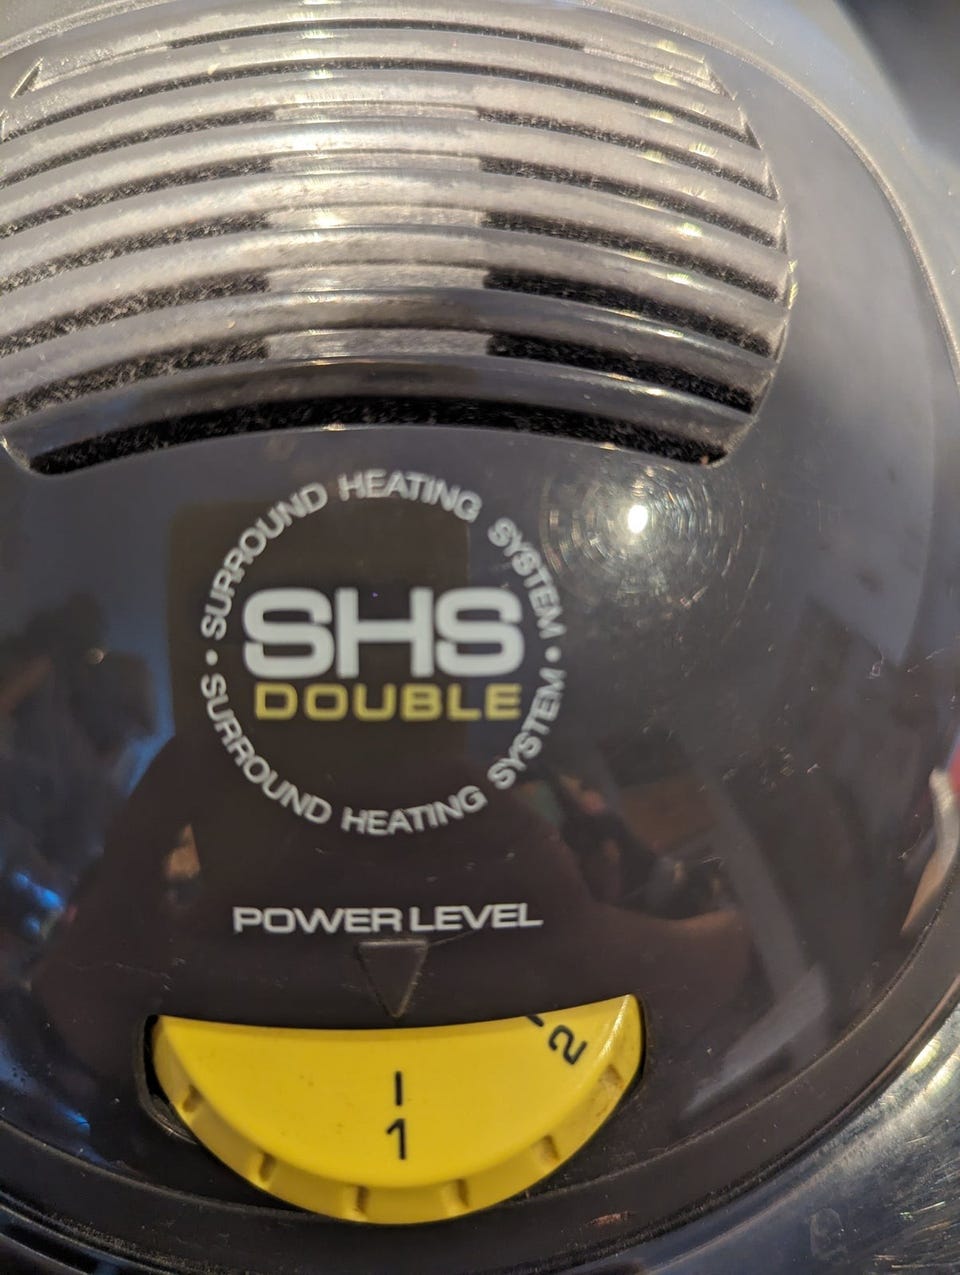 SURROUND HEATING SYSTEM •
SHS
DOUBLE
SURROUND HEATING SYSTEM •
POWER LEVEL
2
1